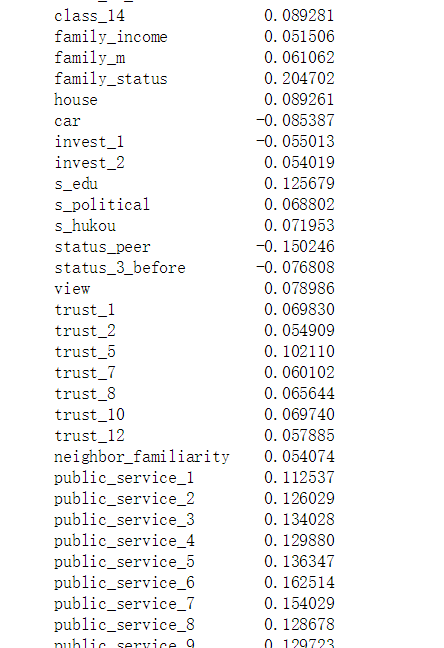 class_14 0.089281
family_income 0.051506
family_m 0.061062
family_status 0.204702
house 0.089261
car -0.085387
invest_1 -0.055013
invest_2 0.054019
s_edu 0.125679
s_political 0.068802
s_hukou 0.071953
status_peer -0.150246
status_3_before -0.076808
view 0.078986
trust_1 0.069830
trust_2 0.054909
trust_5 0.102110
trust_7 0.060102
trust_8 0.065644
trust_10 0.069740
trust_12 0.057885
neighbor_familiarity 0.054074
public_service_1 0.112537
public_service_2 0.126029
public_service_3 0.134028
public_service_4 0.129880
public_service_5 0.136347
public_service_6 0.162514
public_service_7 0.154029
public_service_8 0.128678
public_service_9 0.129723